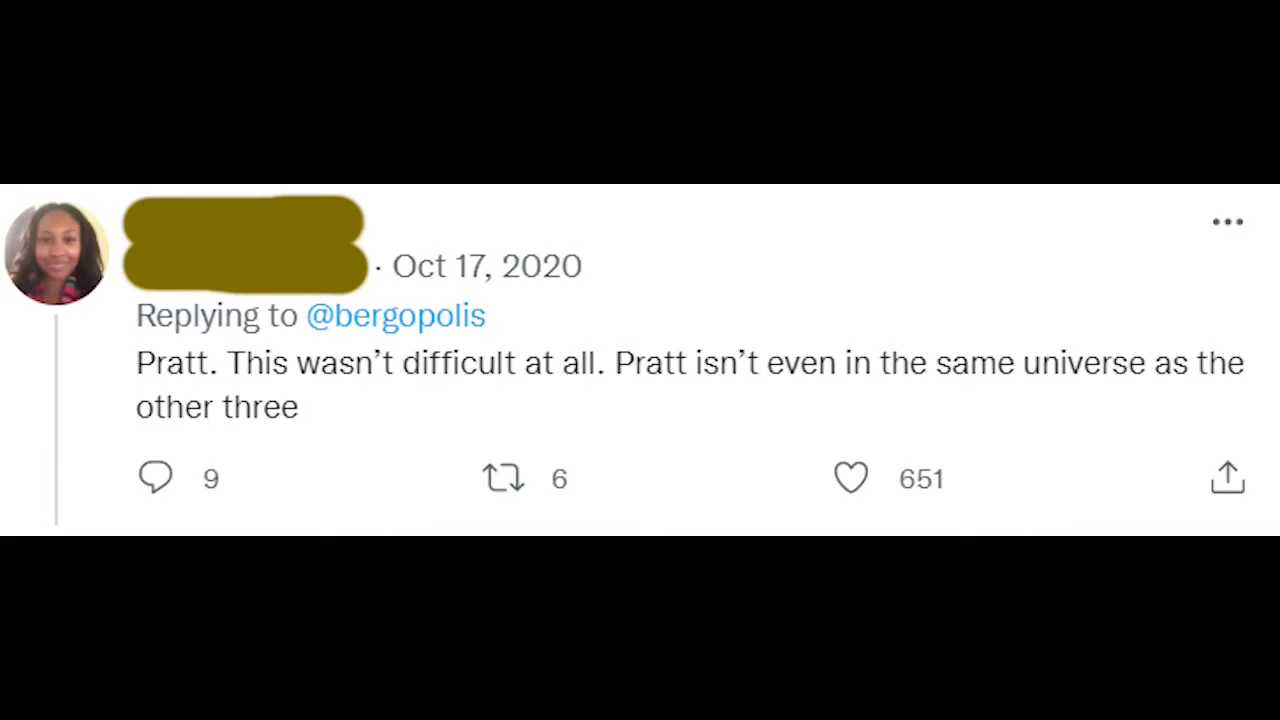 · Oct 17, 2020
Replying to @bergopolis
Pratt. This wasn’t difficult at all. Pratt isn’t even in the same universe as the
other three
9 6 651